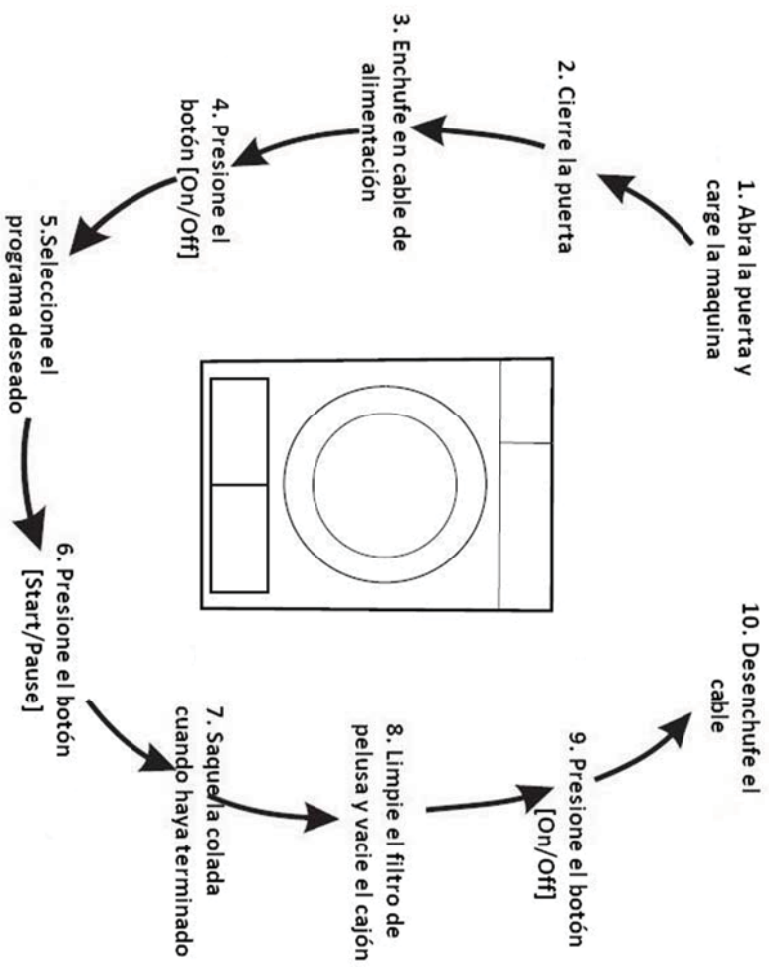 1. Abra la puerta y
carge la maquina
2. Cierre la puerta
3. Enchufe en cable de
alimentación
4. Presione el
botón [On/Off]
5.Seleccione el
programa deseado
6. Presione el botón
[Start/Pause]
7. Saque la colada
cuando haya terminado
8. Limpie el filtro de
pelusa y vacie el cajón
9. Presione el botón
[On/Off]
10. Desenchufe el
cable